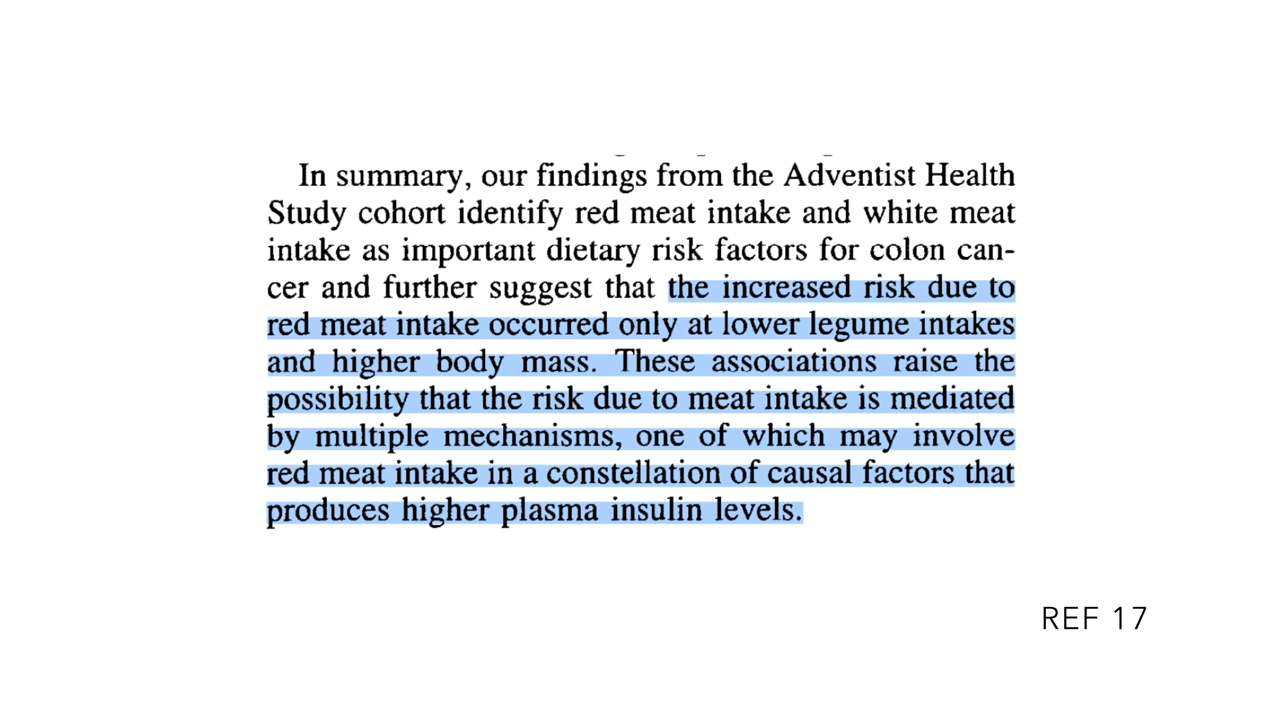 In summary, our findings from the Adventist Health
Study cohort identify red meat intake and white meat
intake as important dietary risk factors for colon can-
cer and further suggest that the increased risk due to
red meat intake occurred only at lower legume intakes
and higher body mass. These associations raise the
possibility that the risk due to meat intake is mediated
by multiple mechanisms, one of which may involve
red meat intake in a constellation of causal factors that
produces higher plasma insulin levels.
REF 17